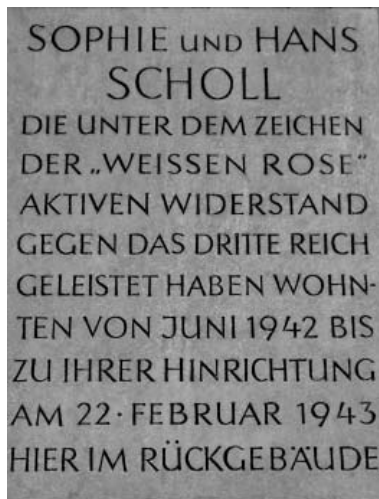 SOPHIE UND HANS
SCHOLL
DIE UNTER DEM ZEICHEN
DER „WEISSEN ROSE“
AKTIVEN WIDERSTAND
GEGEN DAS DRITTE REICH
GELEISTET HABEN WOHN-
TEN VON JUNI 1942 BIS
ZU IHRER HINRICHTUNG
AM 22· FEBRUAR 1943
HIER IM RÜCKGEBÄUDE